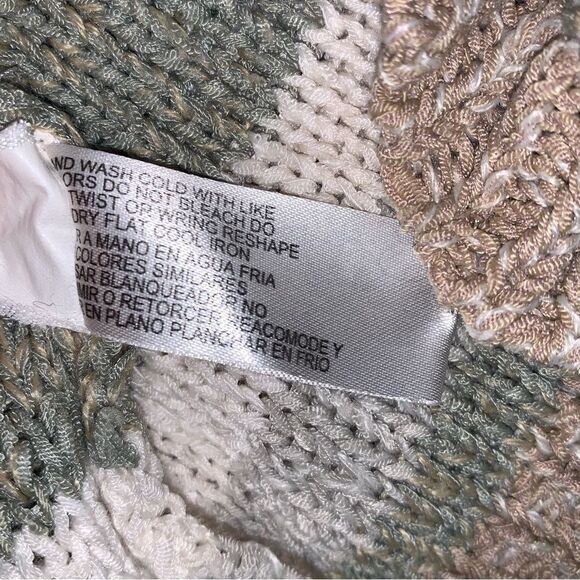 ND WASH COLD WITH LIKE
ORS DO NOT BLEACH DO
TWIST OR WRING RESHAPE
DRY FLAT COOL IRON
R A MANO EN AGUA FRIA
COLORES SIMILARES
SAR BLANQUEADOR NO
MIR O RETORCER REACOMODE Y
EN PLANO PLANCHAR EN FRIO